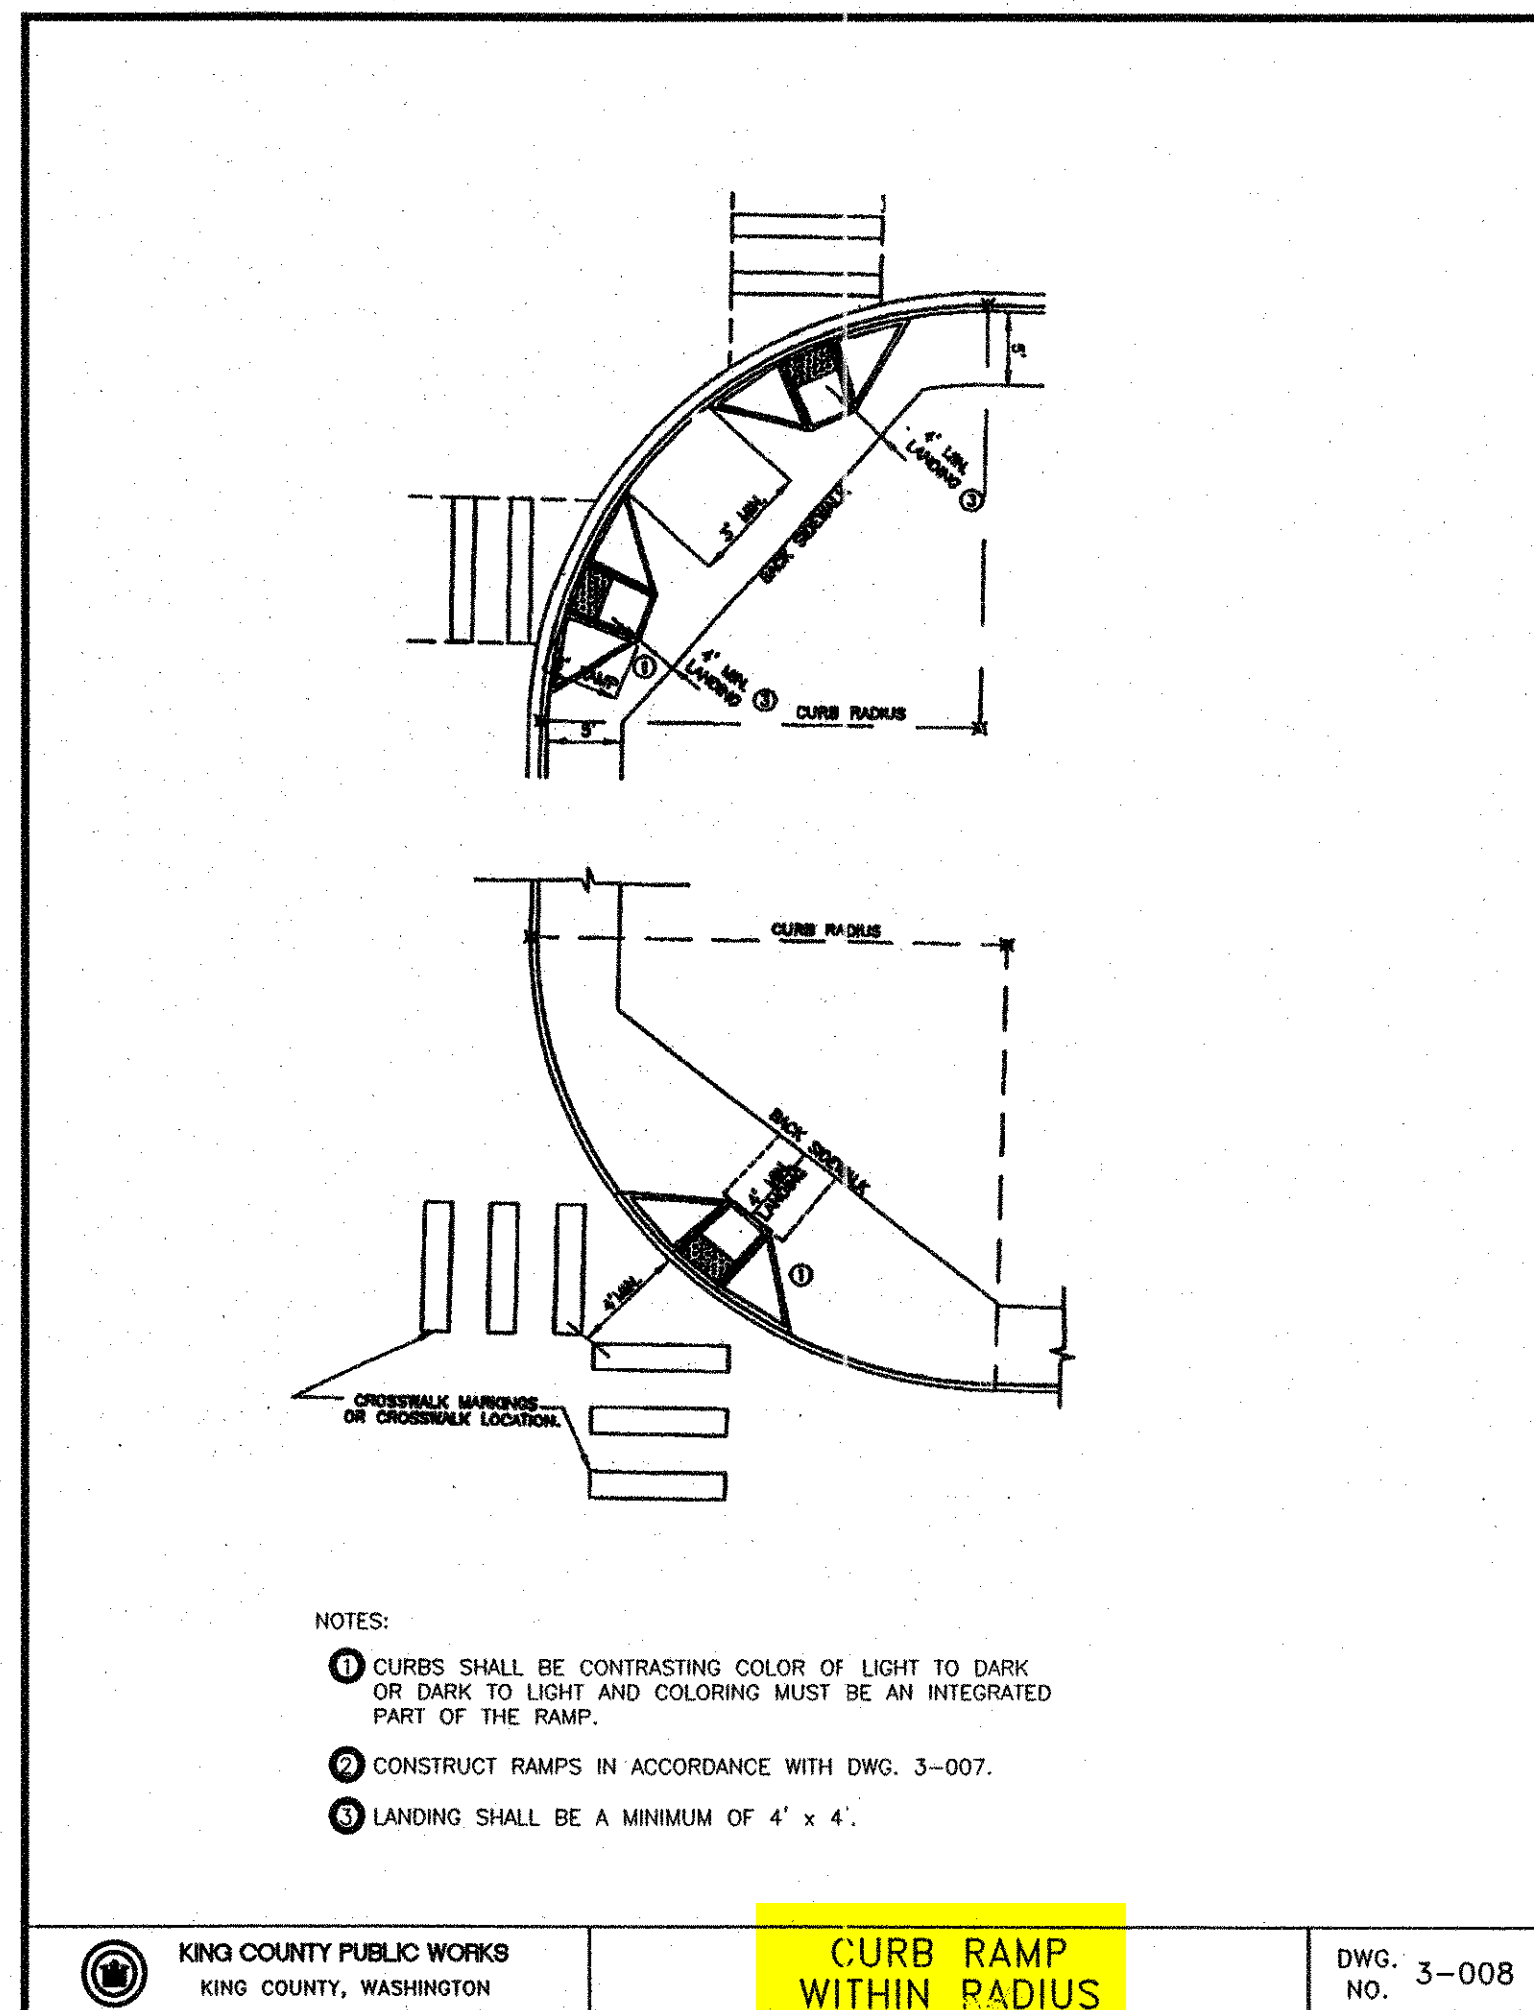 5'
4' MIN.
LANDING ③
3' MIN.
BACK SIDEWALK
①
4' MIN.
LANDING ③
RAMP
CURB RADIUS
5'
CURB RADIUS
BACK SIDEWALK
4' MIN.
LANDING
①
4' MIN.
CROSSWALK MARKINGS
OR CROSSWALK LOCATION.
NOTES:
① CURBS SHALL BE CONTRASTING COLOR OF LIGHT TO DARK
OR DARK TO LIGHT AND COLORING MUST BE AN INTEGRATED
PART OF THE RAMP.
② CONSTRUCT RAMPS IN ACCORDANCE WITH DWG. 3-007.
③ LANDING SHALL BE A MINIMUM OF 4' x 4'.
KING COUNTY PUBLIC WORKS
KING COUNTY, WASHINGTON
CURB RAMP
WITHIN RADIUS
DWG.
NO. 3-008